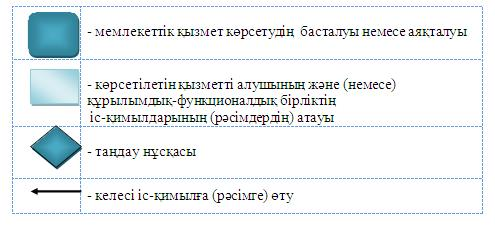 - мемлекеттік қызмет көрсетудің басталуы немесе аяқталуы
- көрсетілетін қызметті алушының және (немесе)
құрылымдық-функционалдық бірліктің
іс-қимылдарының (рәсімдердің) атауы
- таңдау нұсқасы
- келесі іс-қимылға (рәсімге) өту